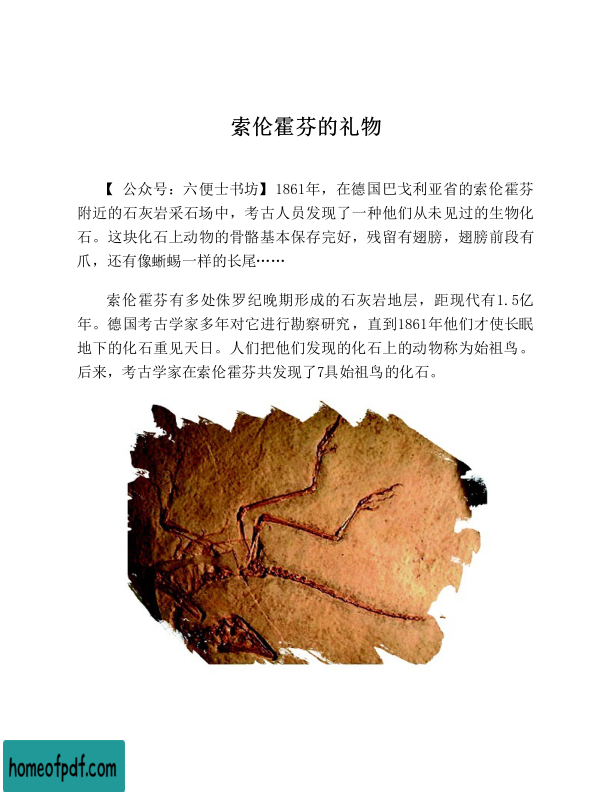 索伦霍芬的礼物
【 公众号：六便士书坊】1861年，在德国巴戈利亚省的索伦霍芬
附近的石灰岩采石场中，考古人员发现了一种他们从未见过的生物化
石。这块化石上动物的骨骼基本保存完好，残留有翅膀，翅膀前段有
爪，还有像蜥蜴一样的长尾……
索伦霍芬有多处侏罗纪晚期形成的石灰岩地层，距现代有1.5亿
年。德国考古学家多年对它进行勘察研究，直到1861年他们才使长眠
地下的化石重见天日。人们把他们发现的化石上的动物称为始祖鸟。
后来，考古学家在索伦霍芬共发现了7具始祖鸟的化石。
homeofpdf.com